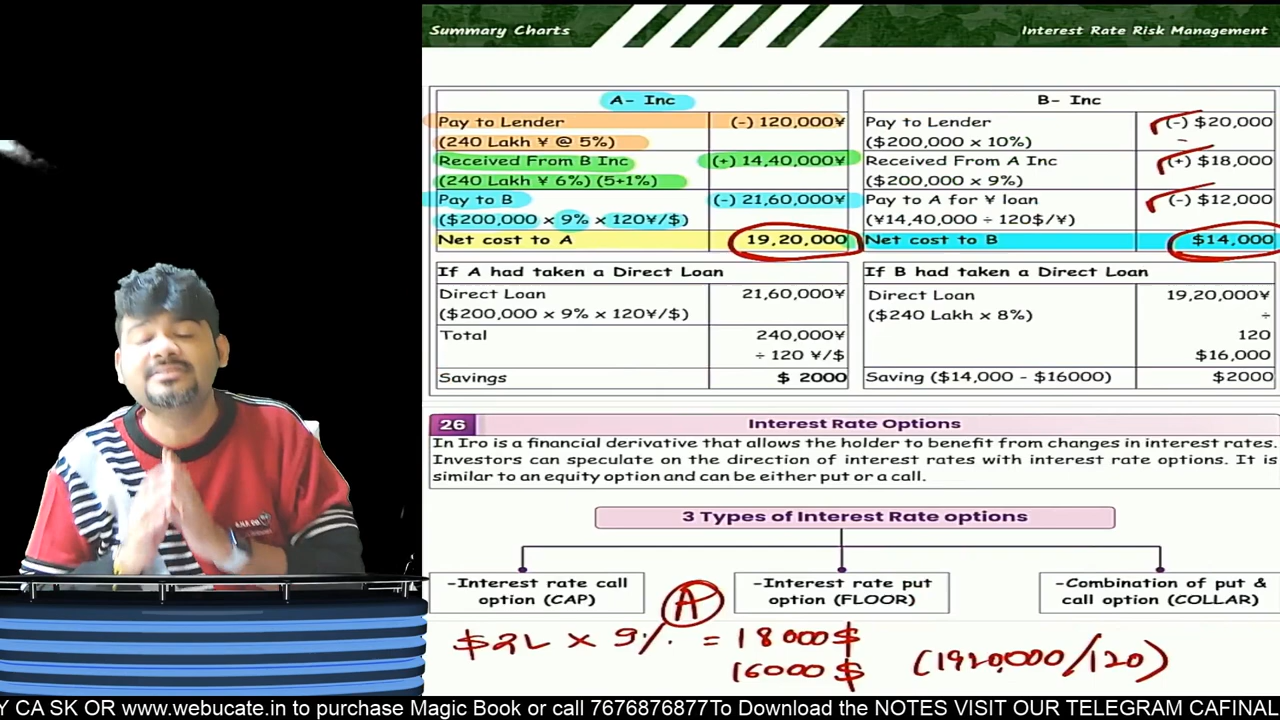 Summary Charts
Interest Rate Risk Management
A- Inc
Pay to Lender (-) 120,000¥
(240 Lakh ¥ @ 5%)
Received From B Inc (+) 14,40,000¥
(240 Lakh ¥ 6%) (5+1%)
Pay to B (-) 21,60,000¥
($200,000 x 9% x 120¥/$)
Net cost to A 19,20,000
B- Inc
Pay to Lender (-) $20,000
($200,000 x 10%)
Received From A Inc (+) $18,000
($200,000 x 9%)
Pay to A for ¥ loan (-) $12,000
(¥14,40,000 ÷ 120$/¥)
Net cost to B $14,000
If A had taken a Direct Loan
Direct Loan 21,60,000¥
($200,000 x 9% x 120¥/$)
Total 240,000¥
÷ 120 ¥/$
Savings $ 2000
If B had taken a Direct Loan
Direct Loan 19,20,000¥
($240 Lakh x 8%) ÷
120
$16,000
Saving ($14,000 - $16000) $2000
26 Interest Rate Options
In Iro is a financial derivative that allows the holder to benefit from changes in interest rates.
Investors can speculate on the direction of interest rates with interest rate options. It is
similar to an equity option and can be either put or a call.
3 Types of Interest Rate options
-Interest rate call
option (CAP)
-Interest rate put
option (FLOOR)
-Combination of put &
call option (COLLAR)
A
$2L x 9% = 18000$
16000$ (1920,000/120)
Y CA SK OR www.webucate.in to purchase Magic Book or call 7676876877To Download the NOTES VISIT OUR TELEGRAM CAFINAL